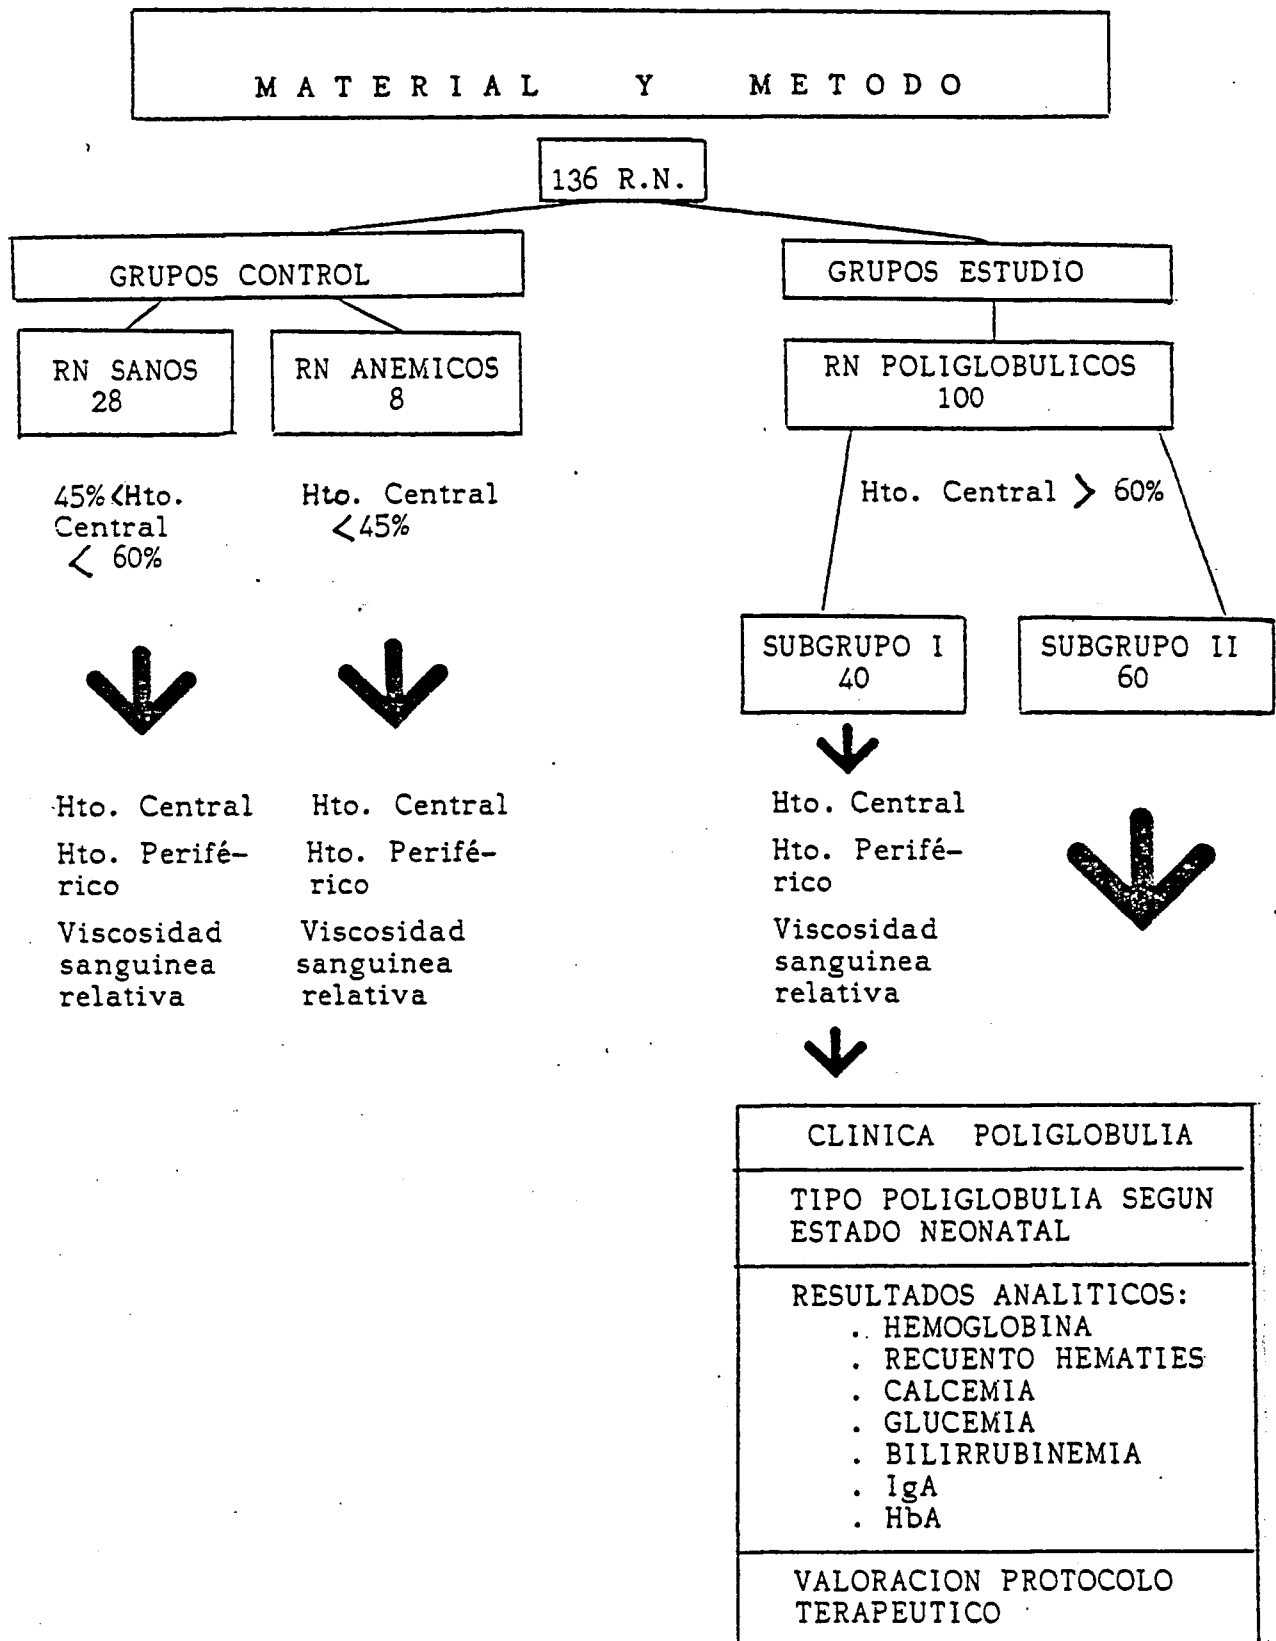 MATERIAL Y METODO
136 R.N.
GRUPOS CONTROL
GRUPOS ESTUDIO
RN SANOS
28
RN ANEMICOS
8
RN POLIGLOBULICOS
100
45%<Hto.
Central
< 60%
Hto. Central
<45%
Hto. Central > 60%
SUBGRUPO I
40
SUBGRUPO II
60
Hto. Central
Hto. Perifé-
rico
Viscosidad
sanguinea
relativa
Hto. Central
Hto. Perifé-
rico
Viscosidad
sanguinea
relativa
Hto. Central
Hto. Perifé-
rico
Viscosidad
sanguinea
relativa
CLINICA POLIGLOBULIA
TIPO POLIGLOBULIA SEGUN
ESTADO NEONATAL
RESULTADOS ANALITICOS:
. HEMOGLOBINA
. RECUENTO HEMATIES
. CALCEMIA
. GLUCEMIA
. BILIRRUBINEMIA
. IgA
. HbA
VALORACION PROTOCOLO
TERAPEUTICO